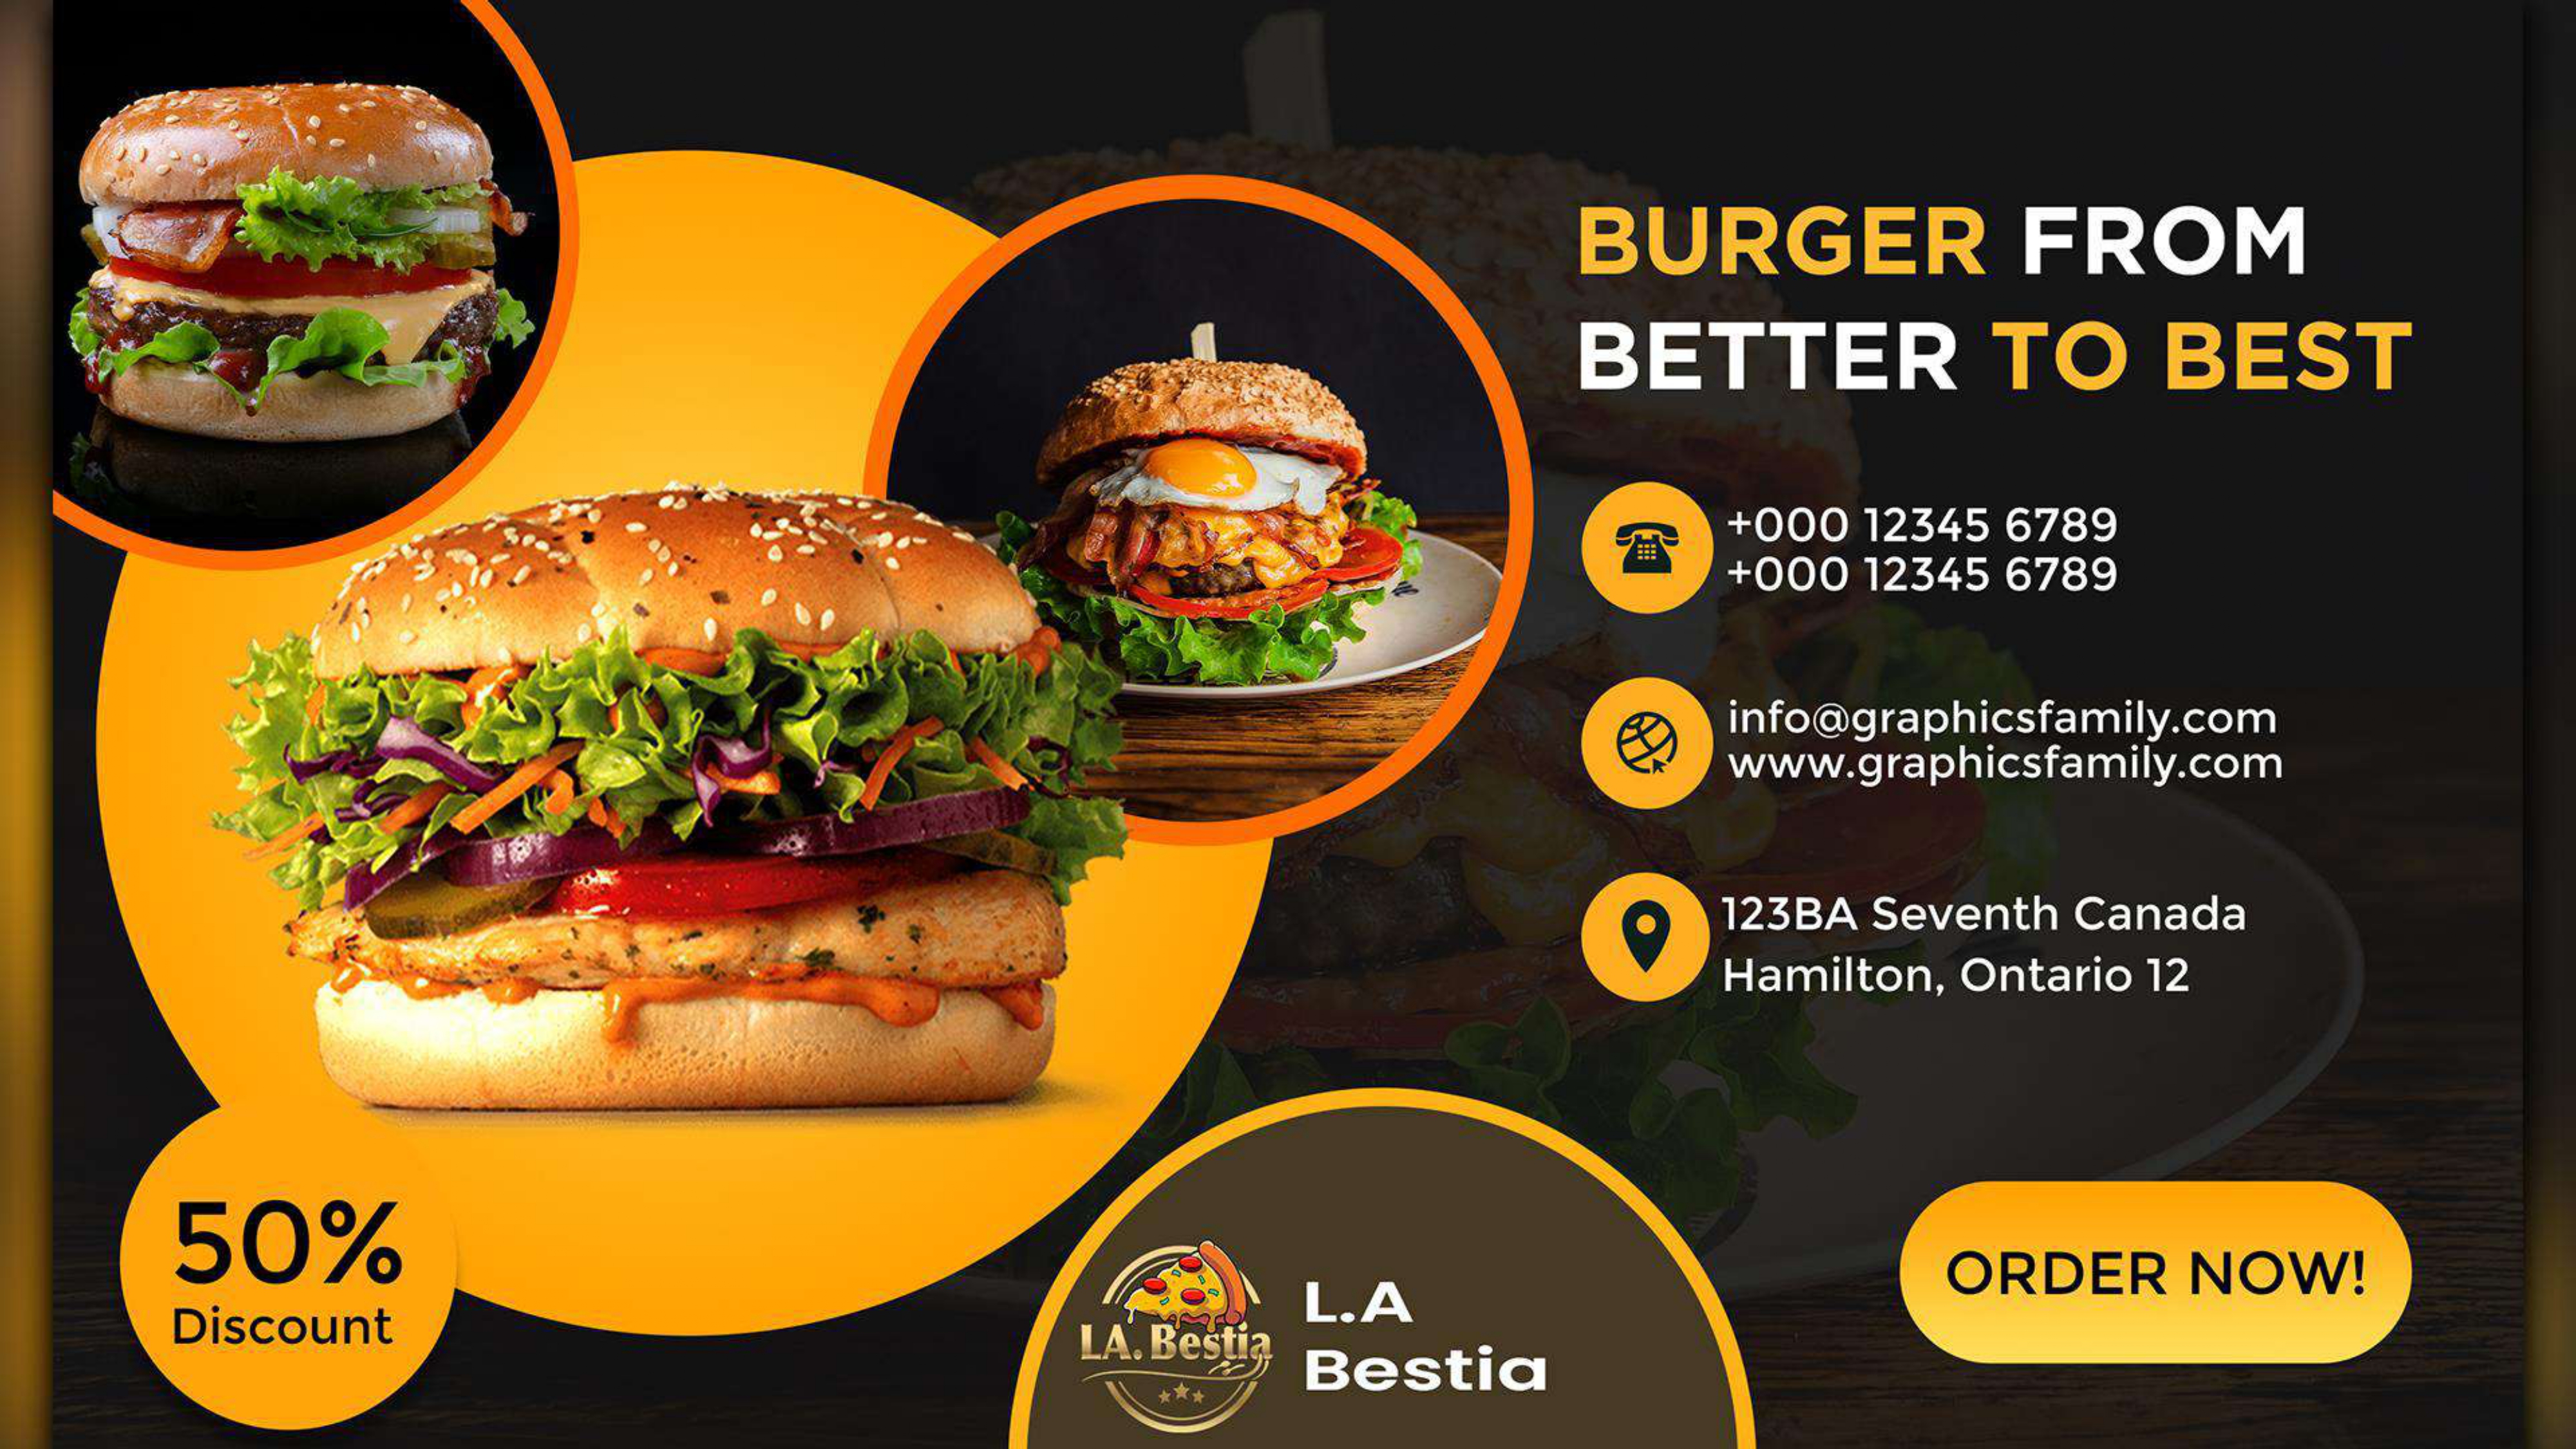 BURGER FROM
BETTER TO BEST
+000 12345 6789
+000 12345 6789
info@graphicsfamily.com
www.graphicsfamily.com
123BA Seventh Canada
Hamilton, Ontario 12
50%
Discount
LA. Bestia
L.A
Bestia
ORDER NOW!